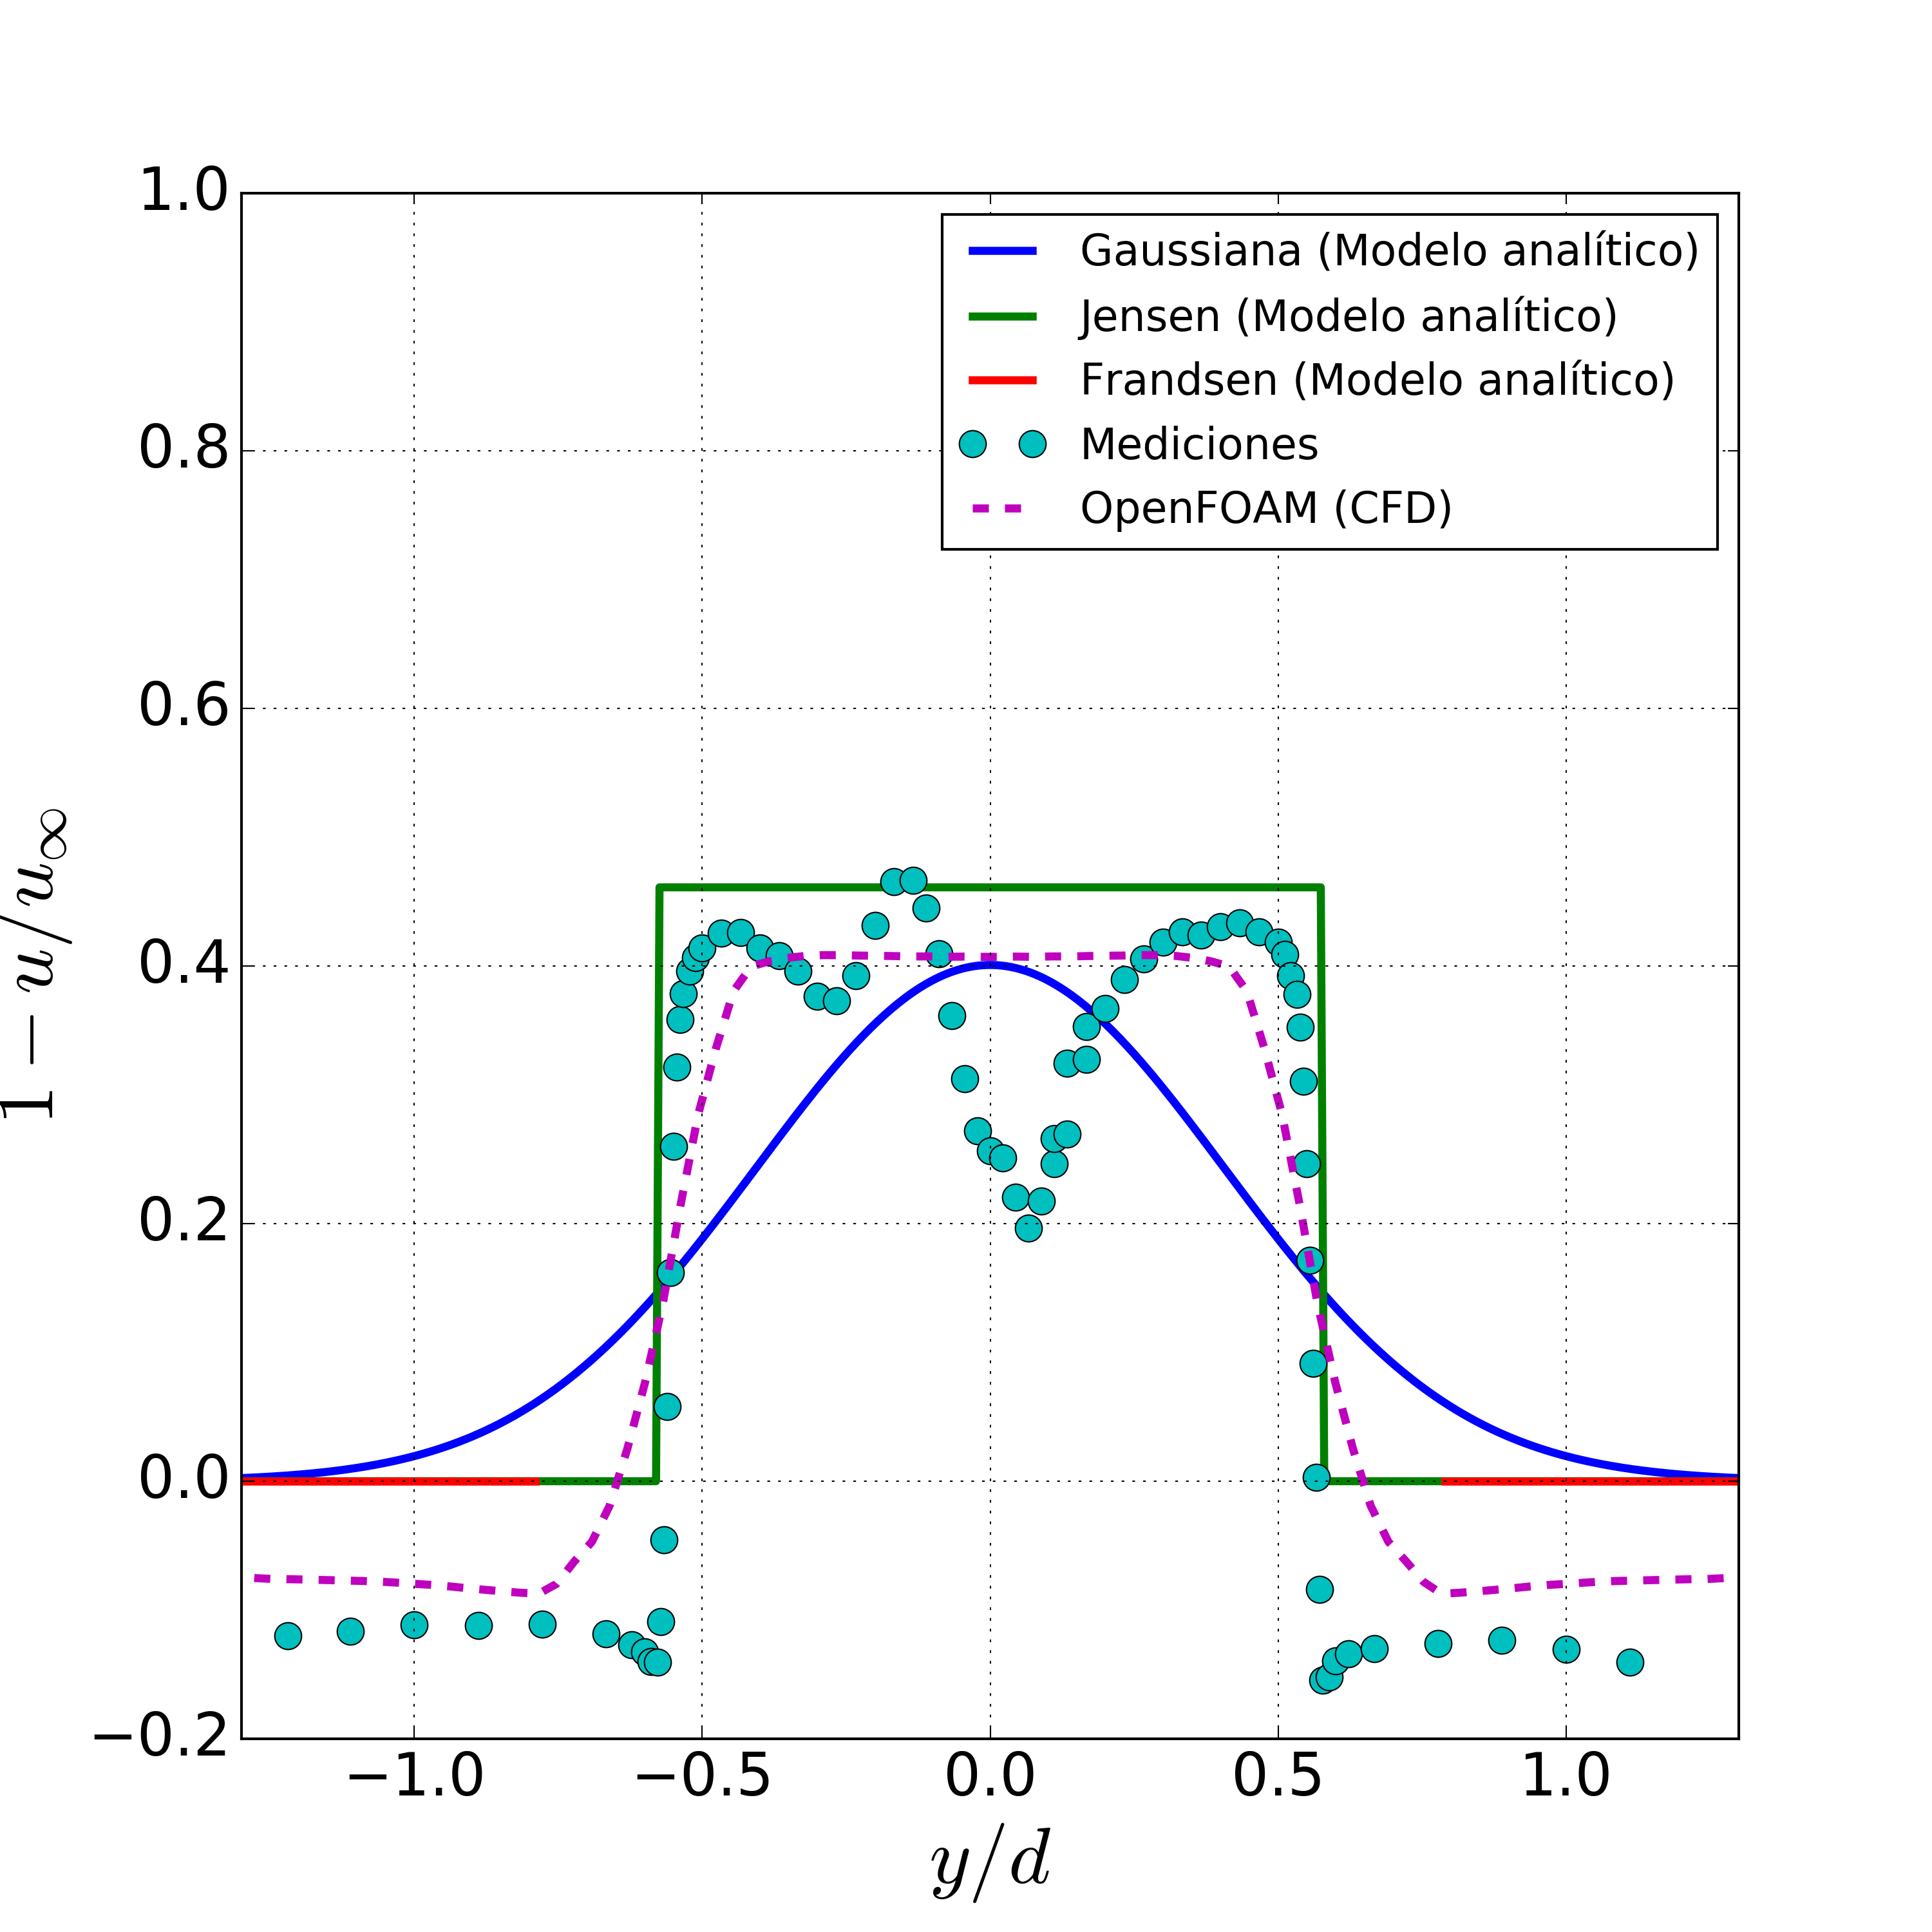 1.0
0.8
0.6
0.4
0.2
0.0
−0.2
−1.0 −0.5 0.0 0.5 1.0
y/d
1 − u/u∞
Gaussiana (Modelo analítico)
Jensen (Modelo analítico)
Frandsen (Modelo analítico)
Mediciones
OpenFOAM (CFD)